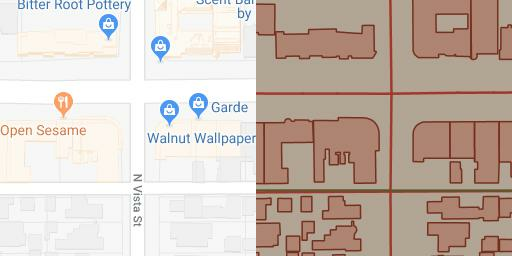 Bitter Root Pottery
Scent Bar
by
Garde
Open Sesame
Walnut Wallpaper
N Vista St